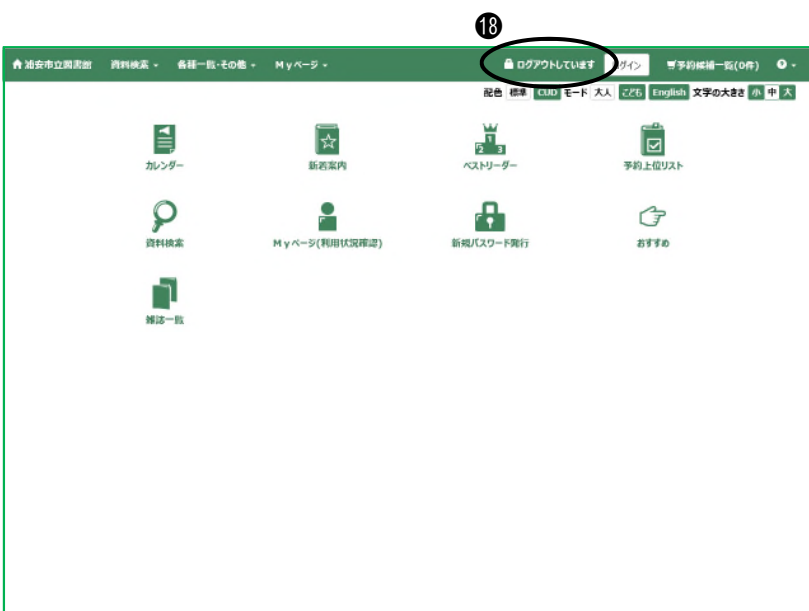 ⓲
浦安市立図書館 資料検索 各種一覧・その他 Myページ ログアウトしています グイン 予約候補一覧(0件)
配色 標準 CUD モード 大人 こども English 文字の大きさ 小 中 大
カレンダー 新着案内 ベストリーダー 予約上位リスト
1 2 3
資料検索 Myページ(利用状況確認) 新規パスワード発行 おすすめ
雑誌一覧